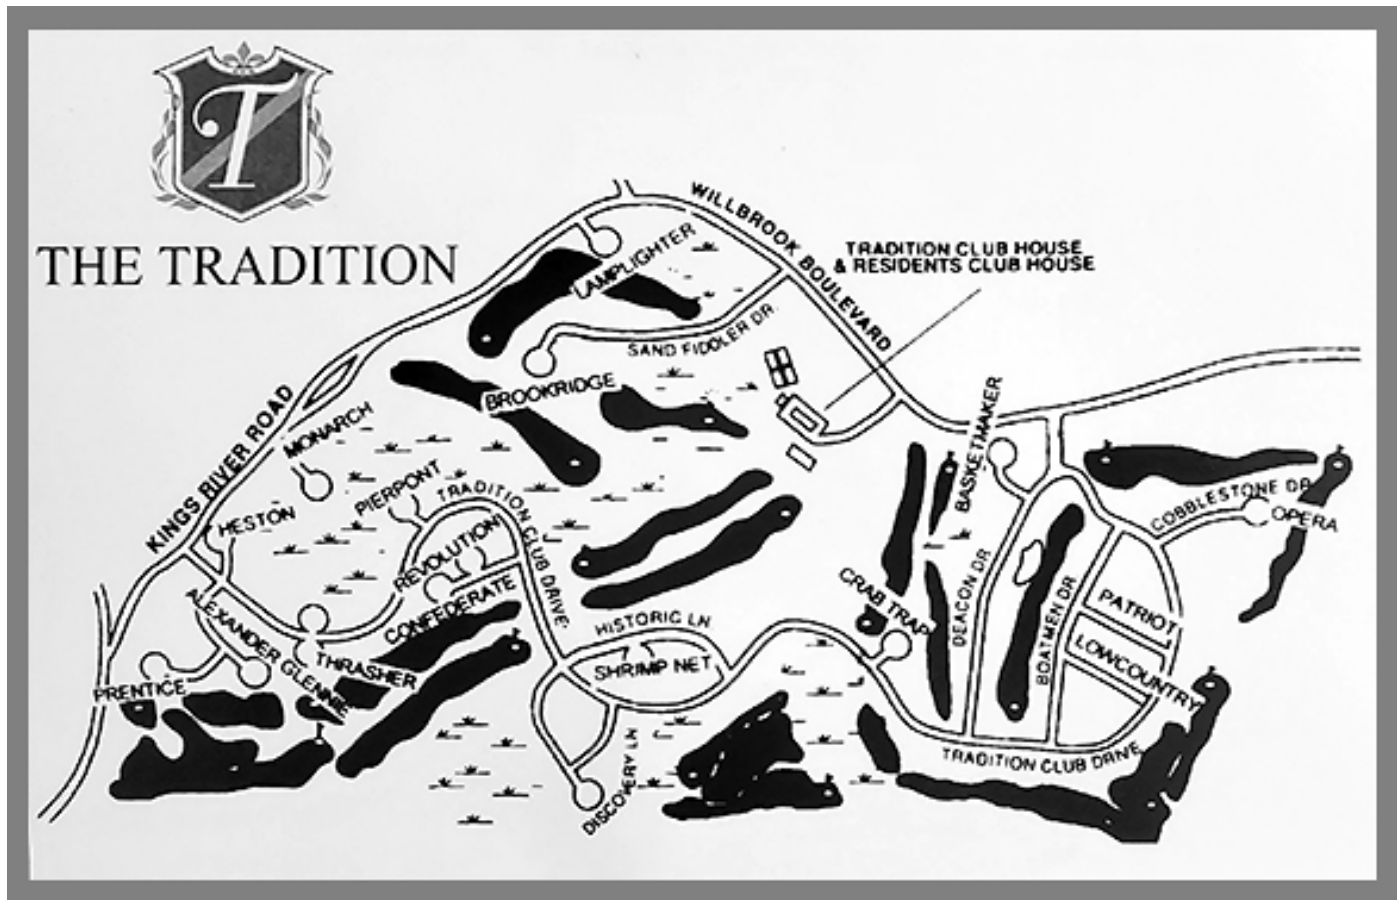 T
THE TRADITION
WILLBROOK BOULEVARD
TRADITION CLUB HOUSE
& RESIDENTS CLUB HOUSE
LAMPLIGHTER
SAND FIDDLER DR.
BROOKRIDGE
KINGS RIVER ROAD
MONARCH
PIERPONT
HESTON
TRADITION CLUB DRIVE
REVOLUTION
CONFEDERATE
ALEXANDER GLENNIE
THRASHER
PRENTICE
HISTORIC LN
SHRIMP NET
DISCOVERY LN
BASKETMAKER
COBBLESTONE DR
OPERA
CRAB TRAP
DEACON DR
BOATMEN DR
PATRIOT
LOWCOUNTRY
TRADITION CLUB DRIVE